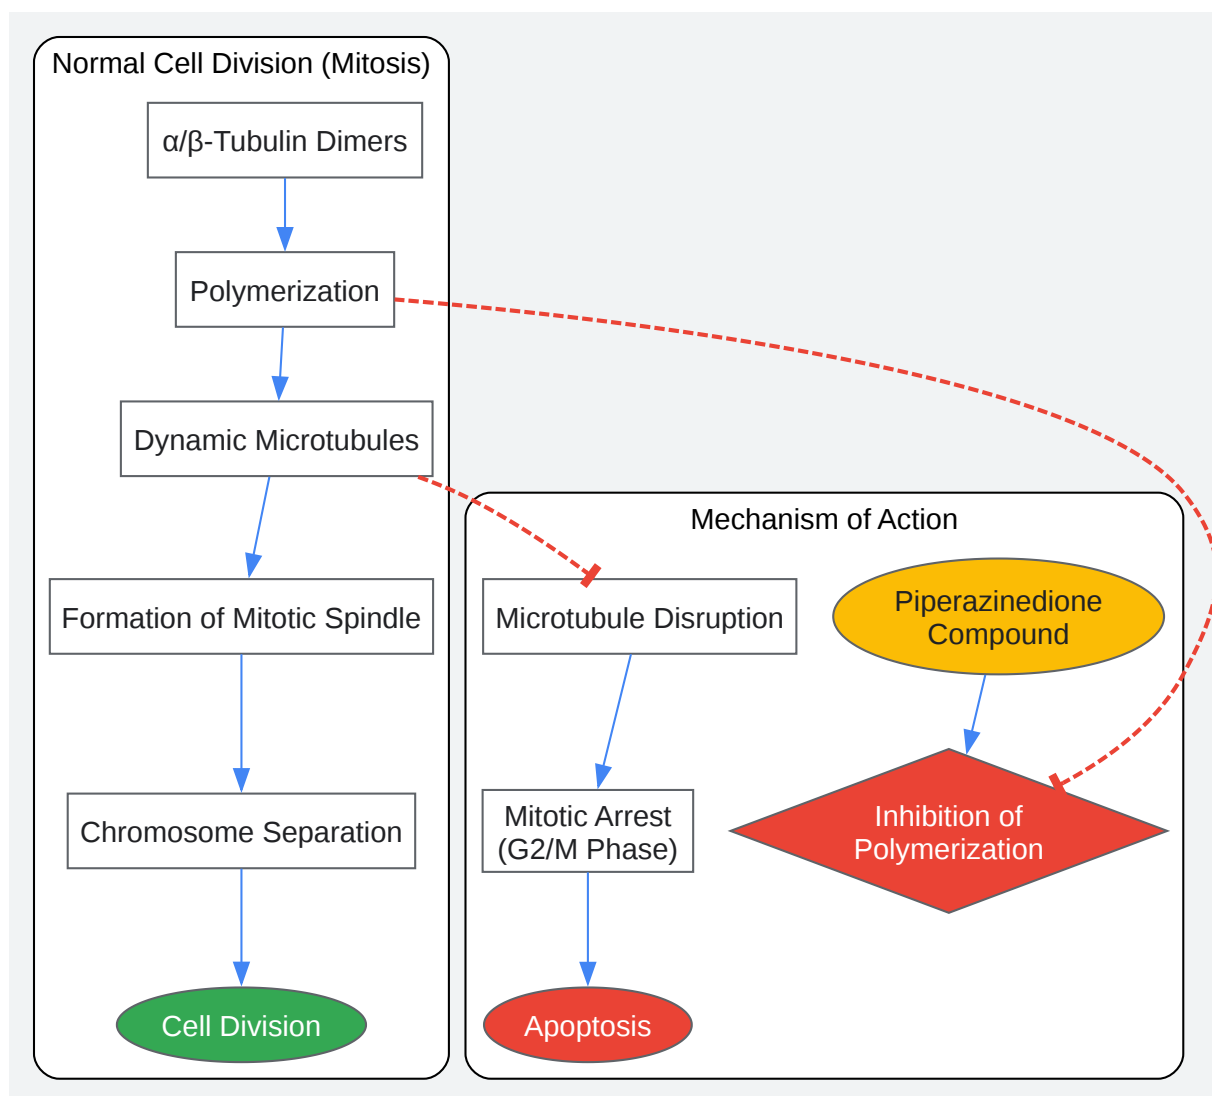 Normal Cell Division (Mitosis)
α/β-Tubulin Dimers
Polymerization
Dynamic Microtubules
Formation of Mitotic Spindle
Chromosome Separation
Cell Division
Mechanism of Action
Microtubule Disruption
Mitotic Arrest
(G2/M Phase)
Apoptosis
Piperazinedione
Compound
Inhibition of
Polymerization